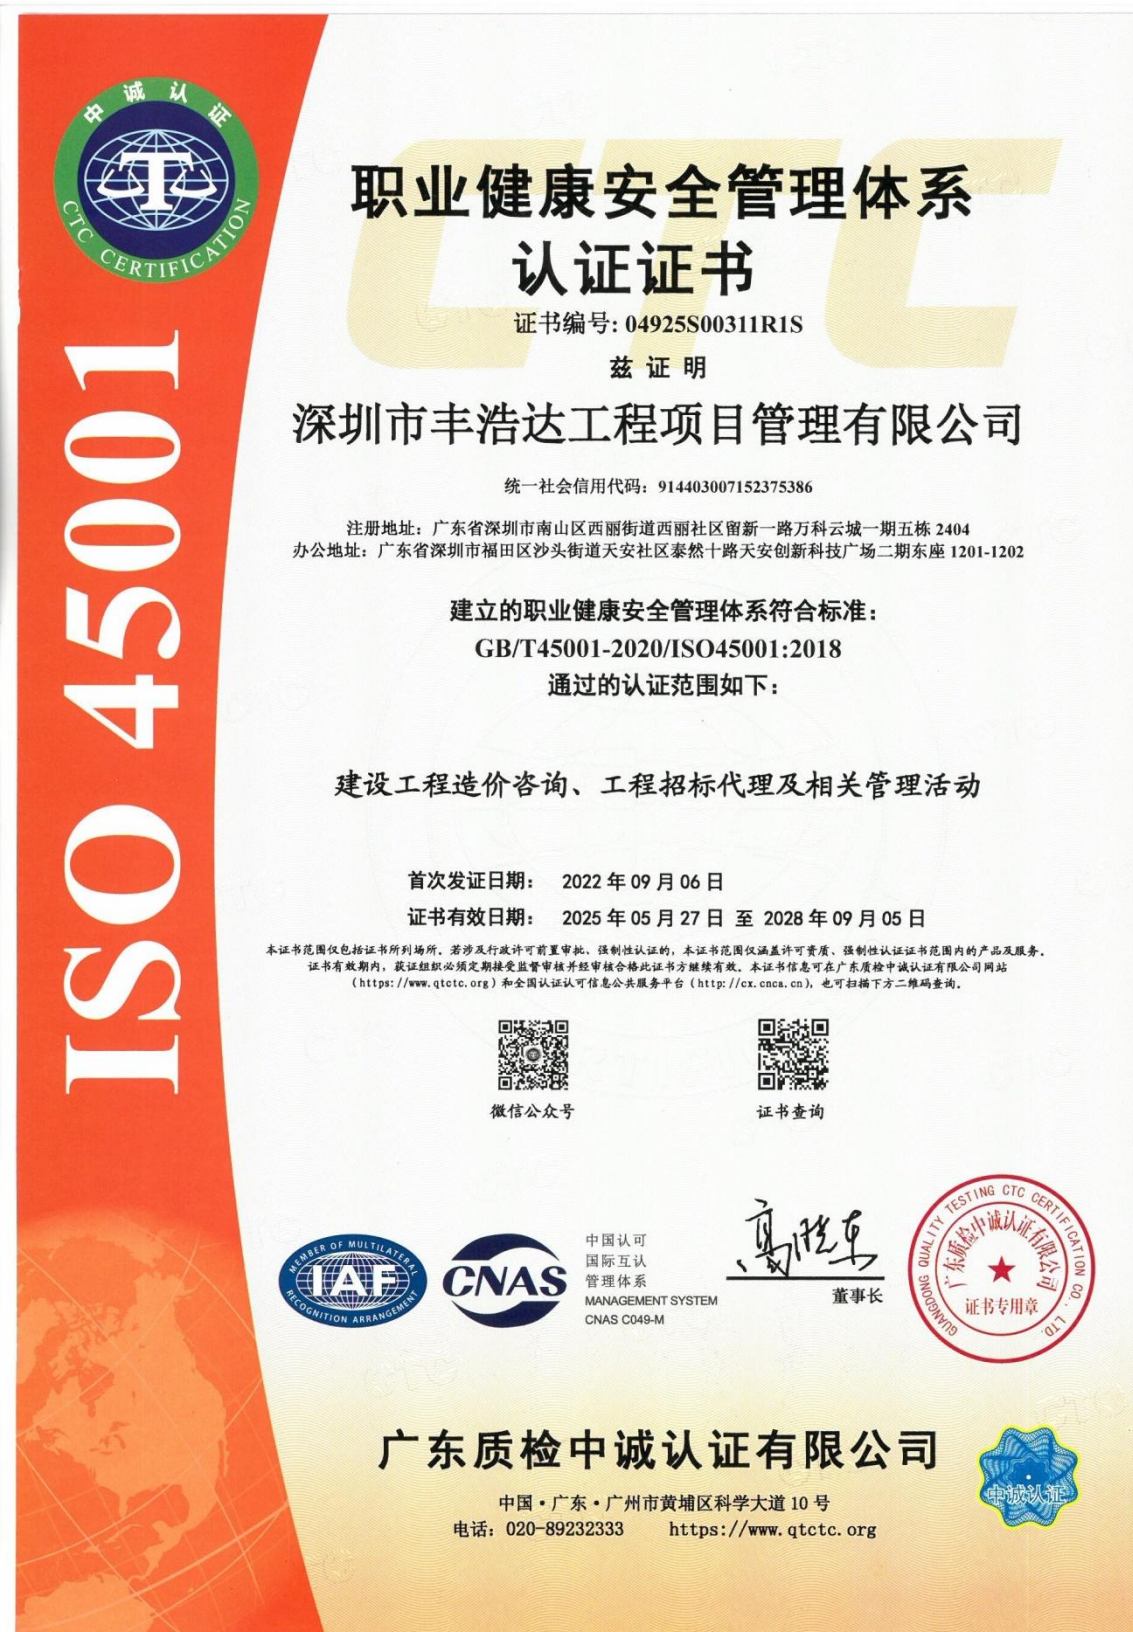 中诚认证
CTC CERTIFICATION
ISO 45001
CTC
职业健康安全管理体系
认证证书
证书编号: 04925S00311R1S
兹证明
深圳市丰浩达工程项目管理有限公司
统一社会信用代码：914403007152375386
注册地址：广东省深圳市南山区西丽街道西丽社区留新一路万科云城一期五栋 2404
办公地址：广东省深圳市福田区沙头街道天安社区泰然十路天安创新科技广场二期东座 1201-1202
建立的职业健康安全管理体系符合标准：
GB/T45001-2020/ISO45001:2018
通过的认证范围如下：
建设工程造价咨询、工程招标代理及相关管理活动
首次发证日期： 2022 年 09 月 06 日
证书有效日期： 2025 年 05 月 27 日 至 2028 年 09 月 05 日
本证书范围仅包括证书所列场所。若涉及行政许可前置审批、强制性认证的，本证书范围仅涵盖许可资质、强制性认证证书范围内的产品及服务。
证书有效期内，获证组织必须定期接受监督审核并经审核合格此证书方继续有效。本证书信息可在广东质检中诚认证有限公司网站
（https://www.qtctc.org）和全国认证认可信息公共服务平台（http://cx.cnca.cn），也可扫描下方二维码查询。
微信公众号
证书查询
MEMBER OF MULTILATERAL
IAF
RECOGNITION ARRANGEMENT
CNAS
中国认可
国际互认
管理体系
MANAGEMENT SYSTEM
CNAS C049-M
高晓东
董事长
GUANGDONG QUALITY TESTING CTC CERTIFICATION CO., LTD.
广东质检中诚认证有限公司
证书专用章
广东质检中诚认证有限公司
中诚认证
中国·广东·广州市黄埔区科学大道 10 号
电话：020-89232333 https://www.qtctc.org